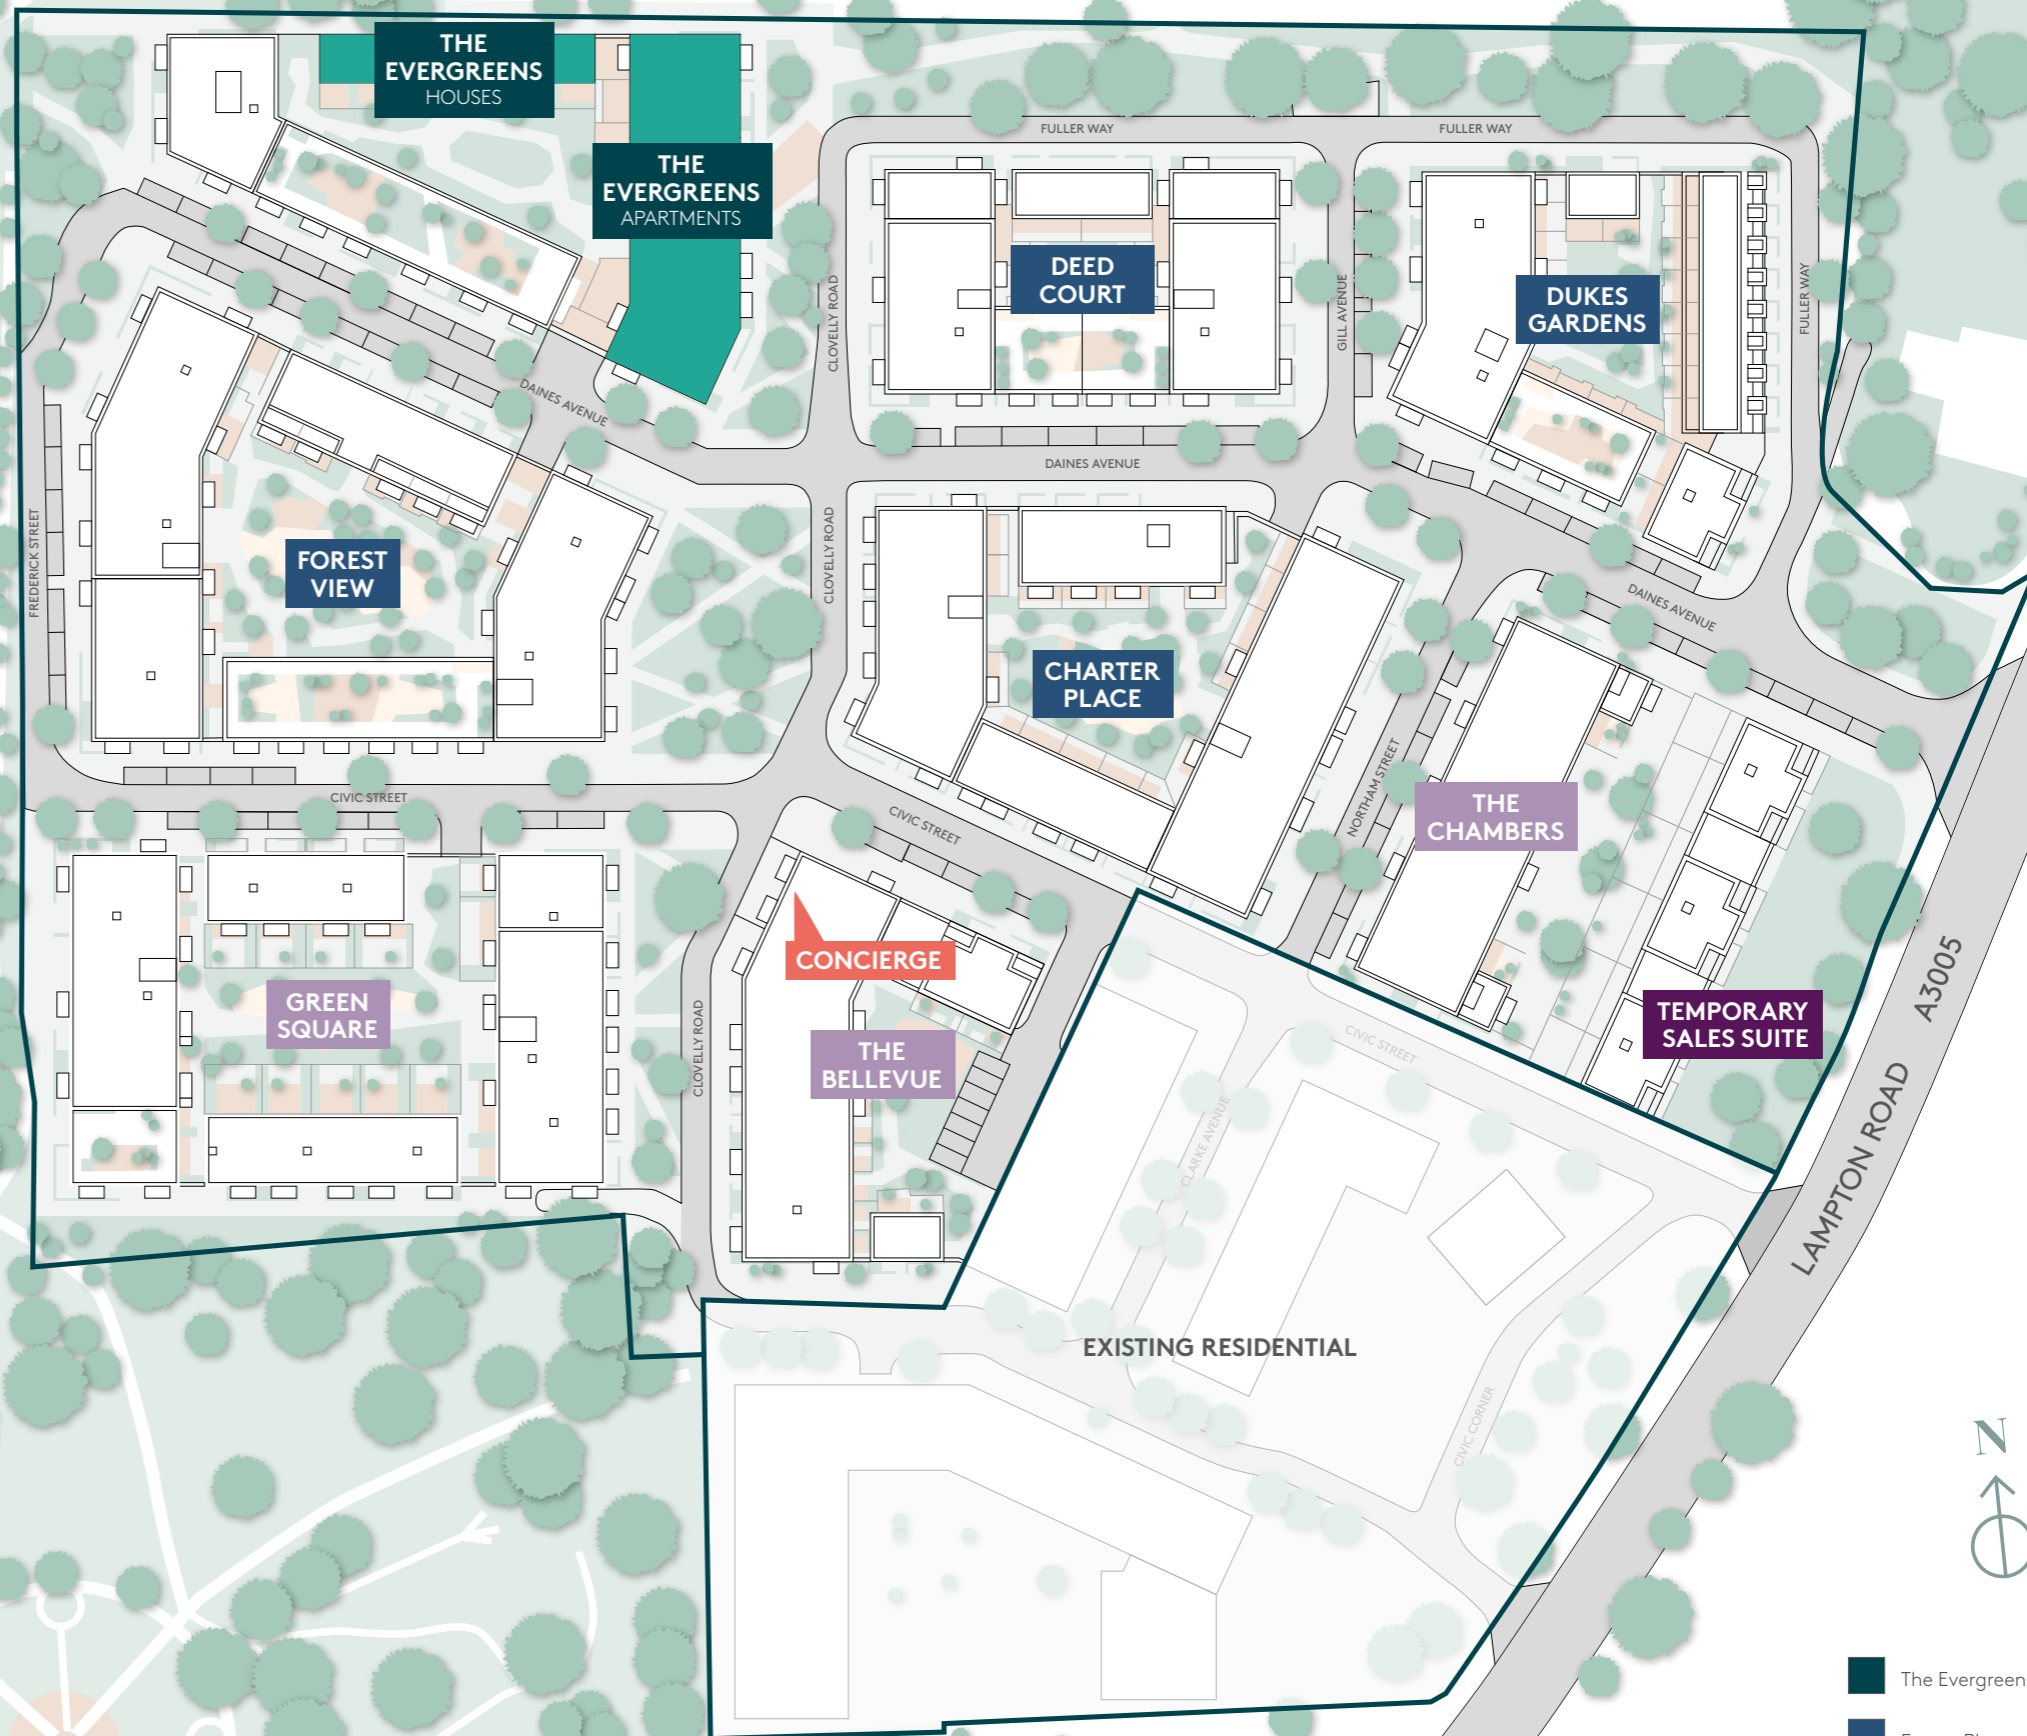 THE
EVERGREENS
HOUSES
THE
EVERGREENS
APARTMENTS
FULLER WAY
FULLER WAY
DEED
COURT
DUKES
GARDENS
CLOVELLY ROAD
GILL AVENUE
FULLER WAY
DAINES AVENUE
DAINES AVENUE
FREDERICK STREET
FOREST
VIEW
CLOVELLY ROAD
DAINES AVENUE
CHARTER
PLACE
NORTHAM STREET
THE
CHAMBERS
CIVIC STREET
CIVIC STREET
CONCIERGE
GREEN
SQUARE
CLOVELLY ROAD
THE
BELLEVUE
TEMPORARY
SALES SUITE
CIVIC STREET
CLARKE AVENUE
LAMPTON ROAD A3005
EXISTING RESIDENTIAL
CIVIC CORNER
N
The Evergreen